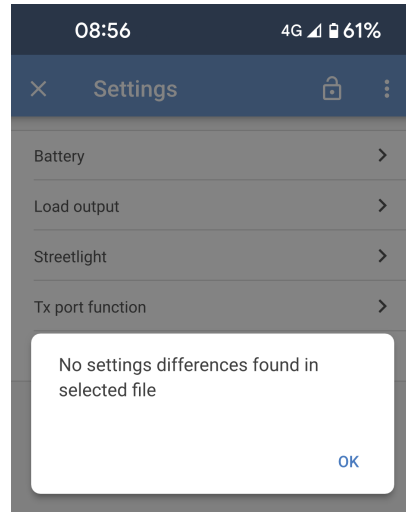 08:56 4G 61%
Settings
Battery
Load output
Streetlight
Tx port function
No settings differences found in
selected file
OK